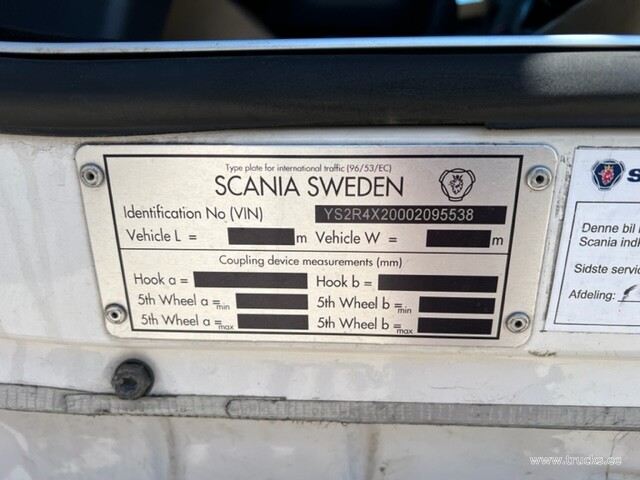 Type plate for international traffic (96/53/EC)
SCANIA SWEDEN
Identification No (VIN) YS2R4X20002095538
Vehicle L = m Vehicle W = m
Coupling device measurements (mm)
Hook a = Hook b =
5th Wheel a = min 5th Wheel b = min
5th Wheel a = max 5th Wheel b = max
Denne bil
Scania ind
Sidste servic
Afdeling:
www.trucks.ee